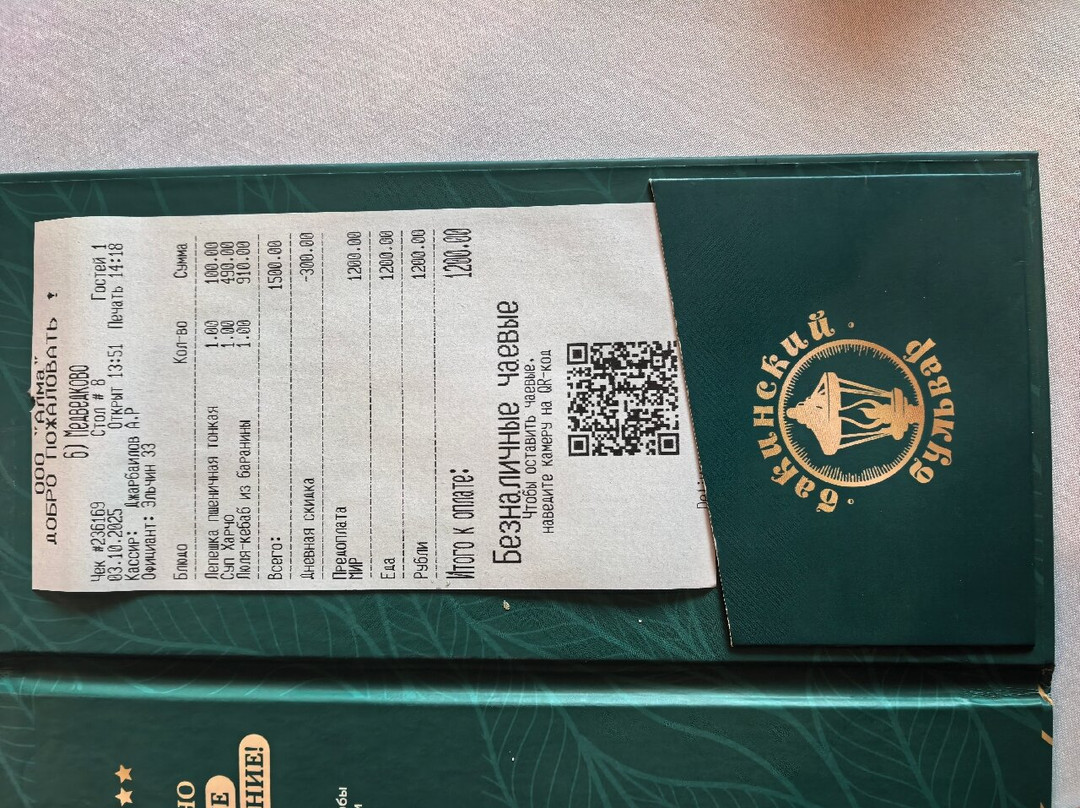 ООО "Алма"
ДОБРО ПОЖАЛОВАТЬ !
61 Медведково
Чек #236169 Стол # 8 Гостей 1
03.10.2025 Открыт 13:51 Печать 14:18
Кассир: Джарбаилов А.Р
Официант: Эльчин 33
Блюдо Кол-во Сумма
Лепешка пшеничная тонкая 1.00 100.00
Суп Харчо 1.00 490.00
Люля-кебаб из баранины 1.00 910.00
Всего: 1500.00
Дневная скидка -300.00
Предоплата
МИР 1200.00
Еда 1200.00
Рубли 1200.00
Итого к оплате: 1200.00
Безналичные чаевые
Чтобы оставить чаевые,
наведите камеру на QR-код
бакинский
бульвар
НИЕ!